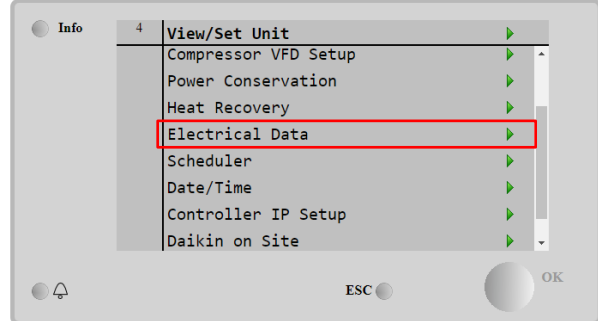 Info
4 View/Set Unit
Compressor VFD Setup
Power Conservation
Heat Recovery
Electrical Data
Scheduler
Date/Time
Controller IP Setup
Daikin on Site
ESC
OK